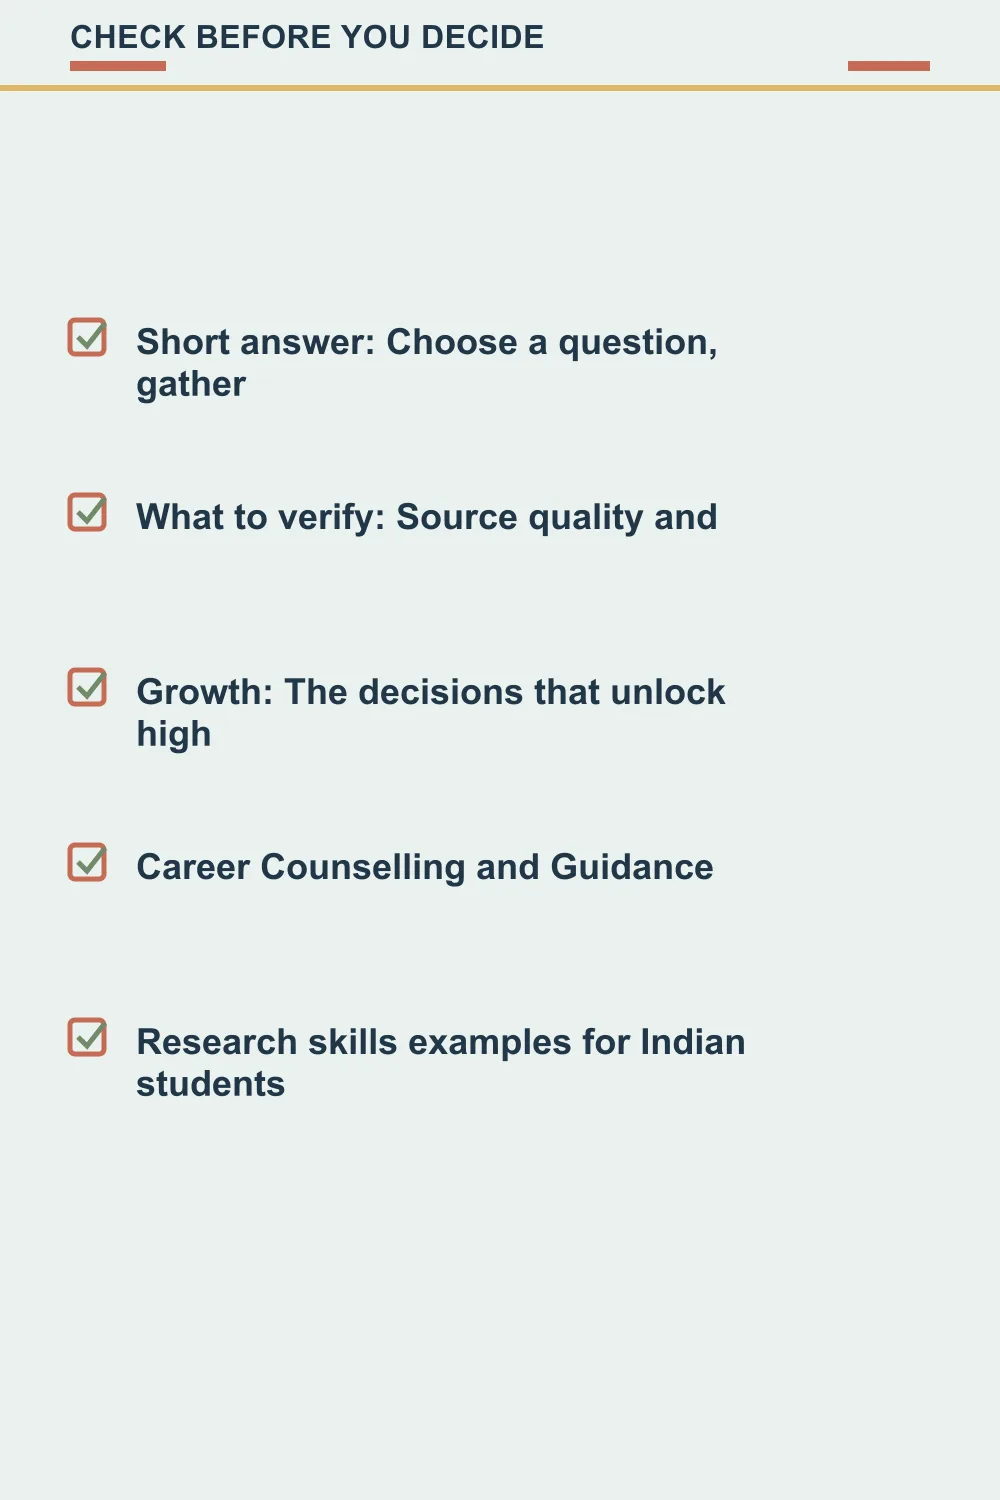 CHECK BEFORE YOU DECIDE
Short answer: Choose a question,
gather
What to verify: Source quality and
Growth: The decisions that unlock
high
Career Counselling and Guidance
Research skills examples for Indian
students